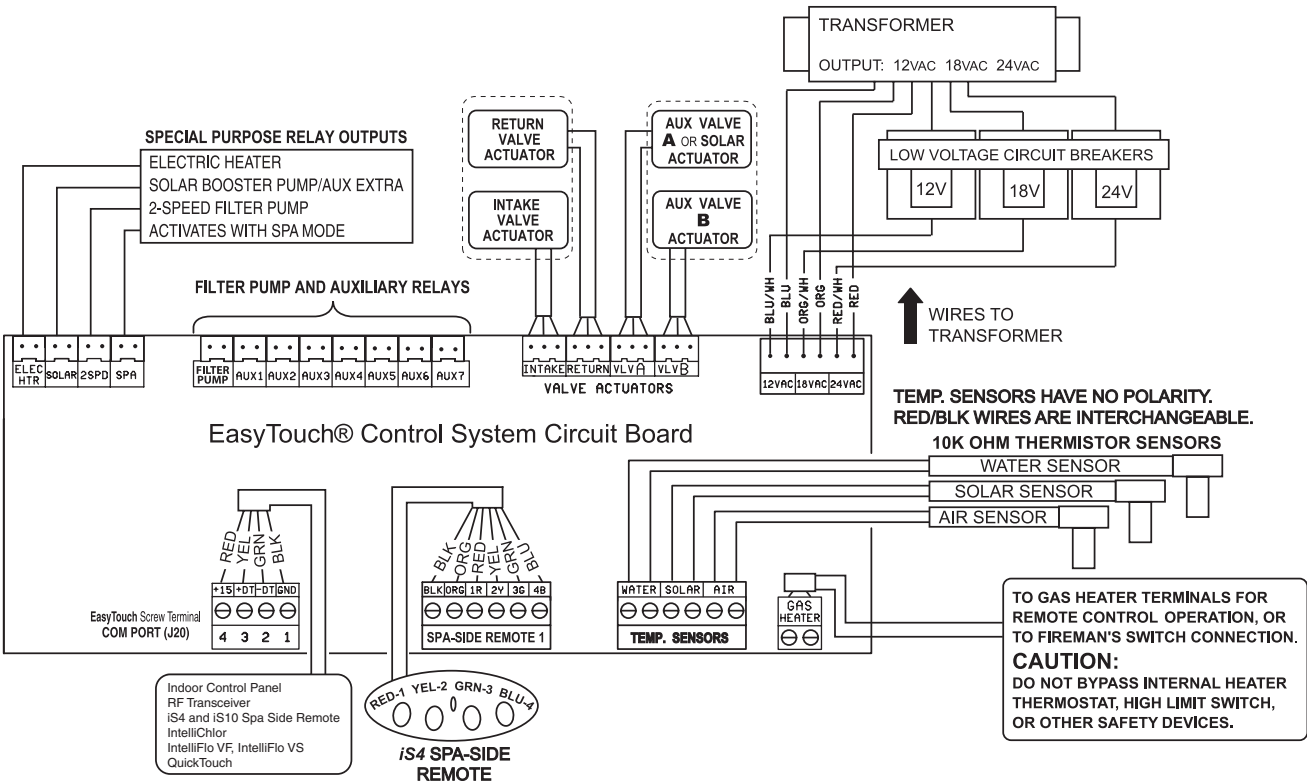 TRANSFORMER
OUTPUT: 12VAC 18VAC 24VAC
LOW VOLTAGE CIRCUIT BREAKERS
12V
18V
24V
SPECIAL PURPOSE RELAY OUTPUTS
ELECTRIC HEATER
SOLAR BOOSTER PUMP/AUX EXTRA
2-SPEED FILTER PUMP
ACTIVATES WITH SPA MODE
RETURN
VALVE
ACTUATOR
INTAKE
VALVE
ACTUATOR
AUX VALVE
A OR SOLAR
ACTUATOR
AUX VALVE
B
ACTUATOR
BLU/WH
BLU
ORG/WH
ORG
RED/WH
RED
WIRES TO
TRANSFORMER
FILTER PUMP AND AUXILIARY RELAYS
ELEC
HTR
SOLAR
2SPD
SPA
FILTER
PUMP
AUX1
AUX2
AUX3
AUX4
AUX5
AUX6
AUX7
INTAKE
RETURN
VLVA
VLVB
VALVE ACTUATORS
12VAC
18VAC
24VAC
EasyTouch® Control System Circuit Board
TEMP. SENSORS HAVE NO POLARITY.
RED/BLK WIRES ARE INTERCHANGEABLE.
10K OHM THERMISTOR SENSORS
WATER SENSOR
SOLAR SENSOR
AIR SENSOR
RED
YEL
GRN
BLK
+15
+DT
-DT
GND
4 3 2 1
EasyTouch Screw Terminal
COM PORT (J20)
BLK
ORG
RED
YEL
GRN
BLU
BLK
ORG
1R
2Y
3G
4B
SPA-SIDE REMOTE 1
WATER
SOLAR
AIR
TEMP. SENSORS
GAS
HEATER
TO GAS HEATER TERMINALS FOR
REMOTE CONTROL OPERATION, OR
TO FIREMAN'S SWITCH CONNECTION.
CAUTION:
DO NOT BYPASS INTERNAL HEATER
THERMOSTAT, HIGH LIMIT SWITCH,
OR OTHER SAFETY DEVICES.
Indoor Control Panel
RF Transceiver
iS4 and iS10 Spa Side Remote
IntelliChlor
IntelliFlo VF, IntelliFlo VS
QuickTouch
RED-1 YEL-2 GRN-3 BLU-4
0
iS4 SPA-SIDE
REMOTE